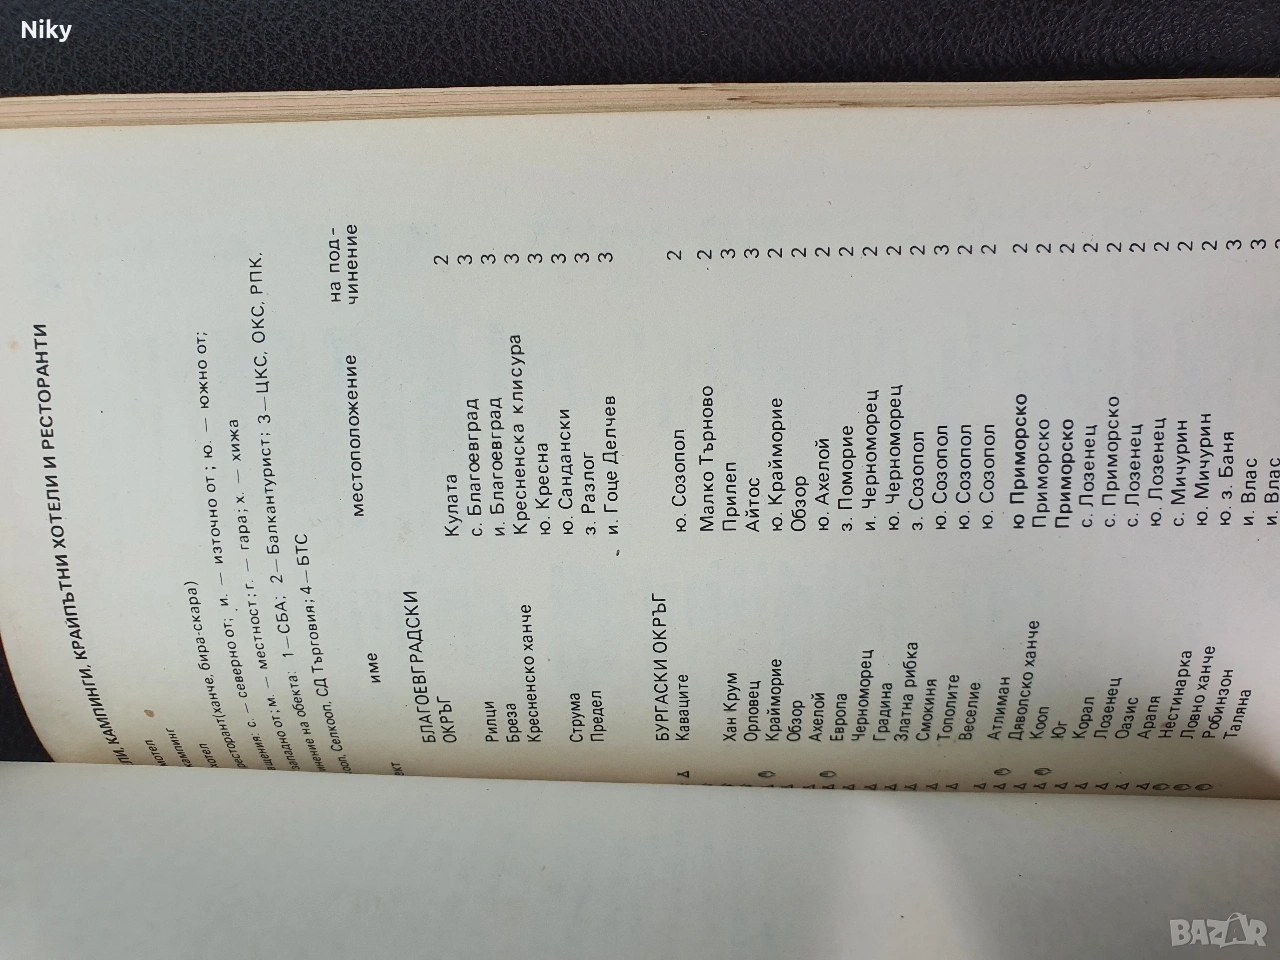 Niky
ЛИ, КАМПИНГИ, КРАЙПЪТНИ ХОТЕЛИ И РЕСТОРАНТИ
мотел
кампинг
хотел
ресторант(ханче, бира-скара)
ащения: с. — северно от; и. — източно от; ю. — южно от;
западно от; м. — местност; г. — гара; х. — хижа
инение на обекта: 1 — СБА; 2 — Балкантурист; 3 — ЦКС, ОКС, РПК,
ооп, Селкооп, СД Търговия; 4 — БТС
ект име местоположение на под-
чинение
БЛАГОЕВГРАДСКИ
ОКРЪГ
Кулата 2
с. Благоевград 3
Рилци и. Благоевград 3
Бреза Кресненска клисура 3
Кресненско ханче ю. Кресна 3
ю. Сандански 3
Струма з. Разлог 3
Предел и. Гоце Делчев 3
БУРГАСКИ ОКРЪГ
Каваците ю. Созопол 2
Малко Търново 2
Хан Крум Прилеп 3
Орловец Айтос 3
Крайморие ю. Крайморие 2
Обзор Обзор 2
Ахелой ю. Ахелой 2
Европа з. Поморие 2
Черноморец и. Черноморец 2
Градина ю. Черноморец 2
Златна рибка с. Созопол 2
Смокиня ю. Созопол 3
Тополите ю. Созопол 2
Веселие ю. Созопол 2
Атлиман ю Приморско 2
Дяволско ханче Приморско 2
Кооп Приморско 2
Юг с. Лозенец 2
Корал с. Приморско 2
Лозенец с. Лозенец 2
Оазис ю. Лозенец 2
Арапя с. Мичурин 2
Нестинарка ю. Мичурин 2
Ловно ханче ю. з. Баня 3
Робинзон и. Влас 3
Таляна и. Влас
BAZAR